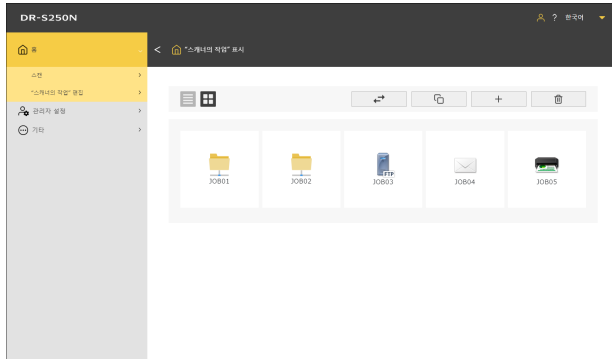 DR-S250N
? 한국어
홈
"스캐너의 작업" 표시
스캔
"스캐너의 작업" 편집
관리자 설정
기타
FTP
JOB01
JOB02
JOB03
JOB04
JOB05